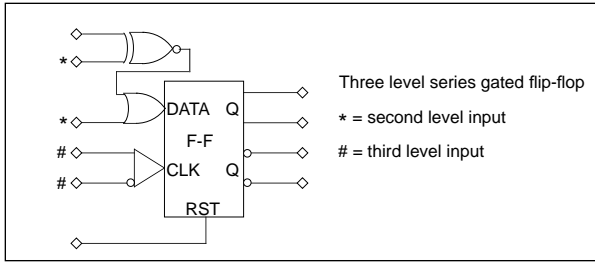 *
*
#
#
DATA Q
F-F
CLK Q
RST
Three level series gated flip-flop
* = second level input
# = third level input